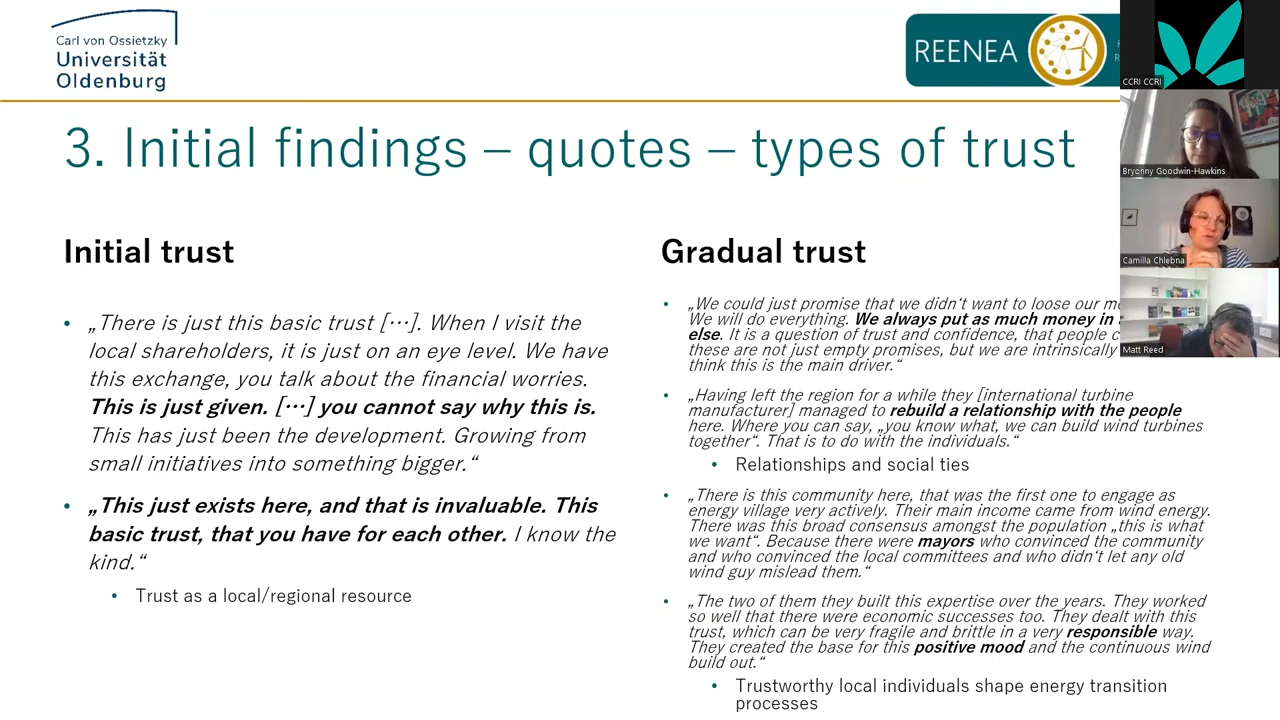 Carl von Ossietzky
Universität
Oldenburg
REENEA
CCRI CCRI
Bryonny Goodwin-Hawkins
Camilla Chlebna
Matt Reed
3. Initial findings – quotes – types of trust
Initial trust
• „There is just this basic trust […]. When I visit the
local shareholders, it is just on an eye level. We have
this exchange, you talk about the financial worries.
This is just given. […] you cannot say why this is.
This has just been the development. Growing from
small initiatives into something bigger.“
• „This just exists here, and that is invaluable. This
basic trust, that you have for each other. I know the
kind.“
• Trust as a local/regional resource
Gradual trust
• „We could just promise that we didn‘t want to loose our
We will do everything. We always put as much money in
else. It is a question of trust and confidence, that people
these are not just empty promises, but we are intrinsically
think this is the main driver.“
• „Having left the region for a while they [international turbine
manufacturer] managed to rebuild a relationship with the people
here. Where you can say, „you know what, we can build wind turbines
together“. That is to do with the individuals.“
• Relationships and social ties
• „There is this community here, that was the first one to engage as
energy village very actively. Their main income came from wind energy.
There was this broad consensus amongst the population „this is what
we want“. Because there were mayors who convinced the community
and who convinced the local committees and who didn‘t let any old
wind guy mislead them.“
• „The two of them they built this expertise over the years. They worked
so well that there were economic successes too. They dealt with this
trust, which can be very fragile and brittle in a very responsible way.
They created the base for this positive mood and the continuous wind
build out.“
• Trustworthy local individuals shape energy transition
processes